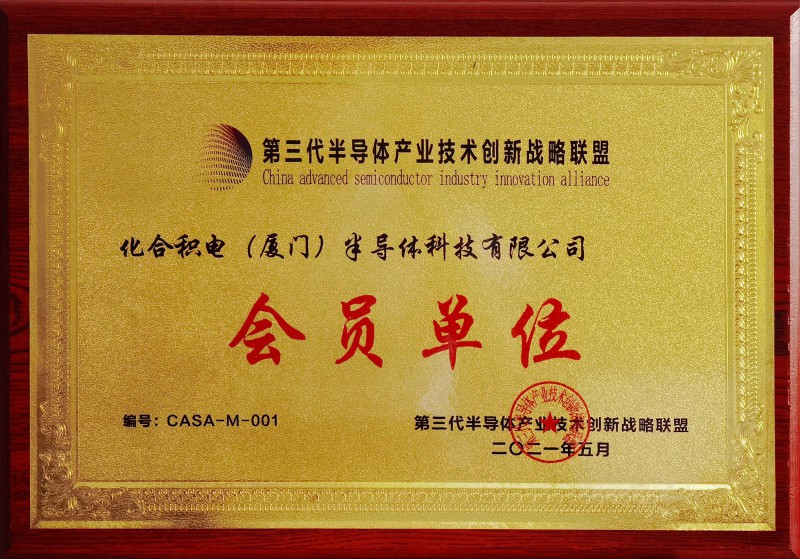 第三代半导体产业技术创新战略联盟
China advanced semiconductor industry innovation alliance
化合积电（厦门）半导体科技有限公司
会员单位
编号：CASA-M-001
第三代半导体产业技术创新战略联盟
二〇二一年五月